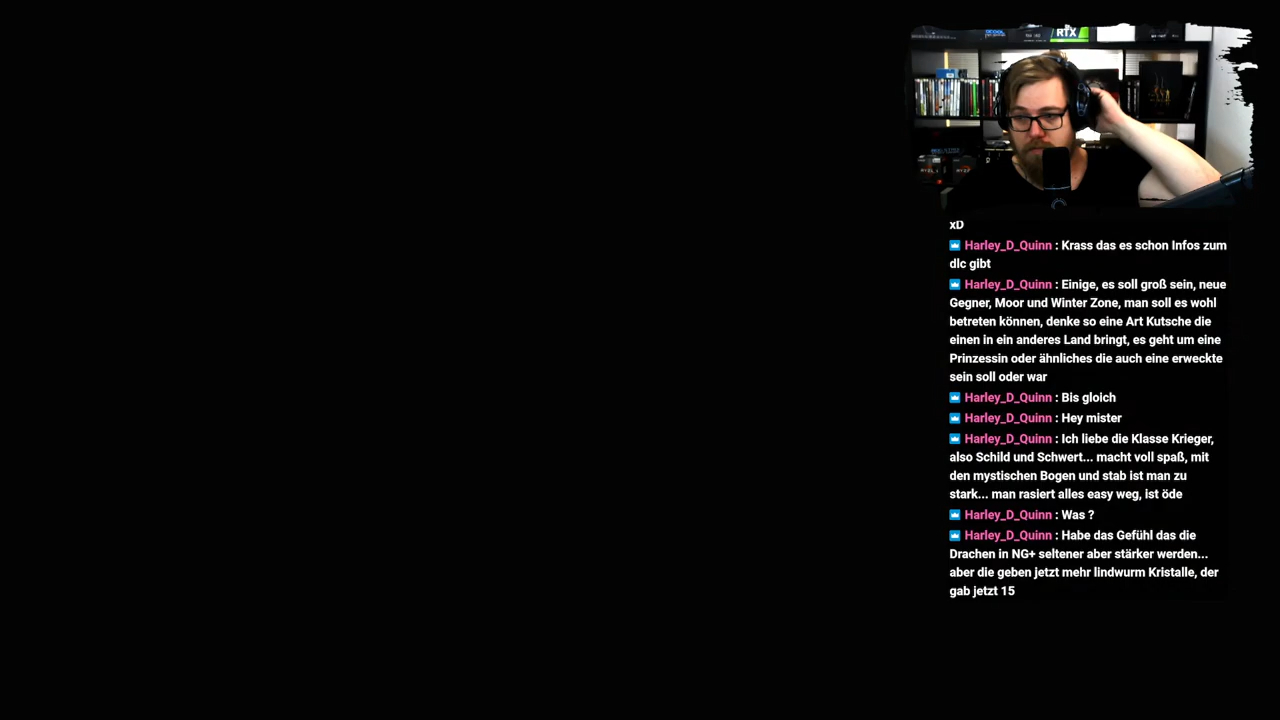 RTX
xD
Harley_D_Quinn : Krass das es schon Infos zum
dlc gibt
Harley_D_Quinn : Einige, es soll groß sein, neue
Gegner, Moor und Winter Zone, man soll es wohl
betreten können, denke so eine Art Kutsche die
einen in ein anderes Land bringt, es geht um eine
Prinzessin oder ähnliches die auch eine erweckte
sein soll oder war
Harley_D_Quinn : Bis gloich
Harley_D_Quinn : Hey mister
Harley_D_Quinn : Ich liebe die Klasse Krieger,
also Schild und Schwert... macht voll spaß, mit
den mystischen Bogen und stab ist man zu
stark... man rasiert alles easy weg, ist öde
Harley_D_Quinn : Was ?
Harley_D_Quinn : Habe das Gefühl das die
Drachen in NG+ seltener aber stärker werden...
aber die geben jetzt mehr lindwurm Kristalle, der
gab jetzt 15